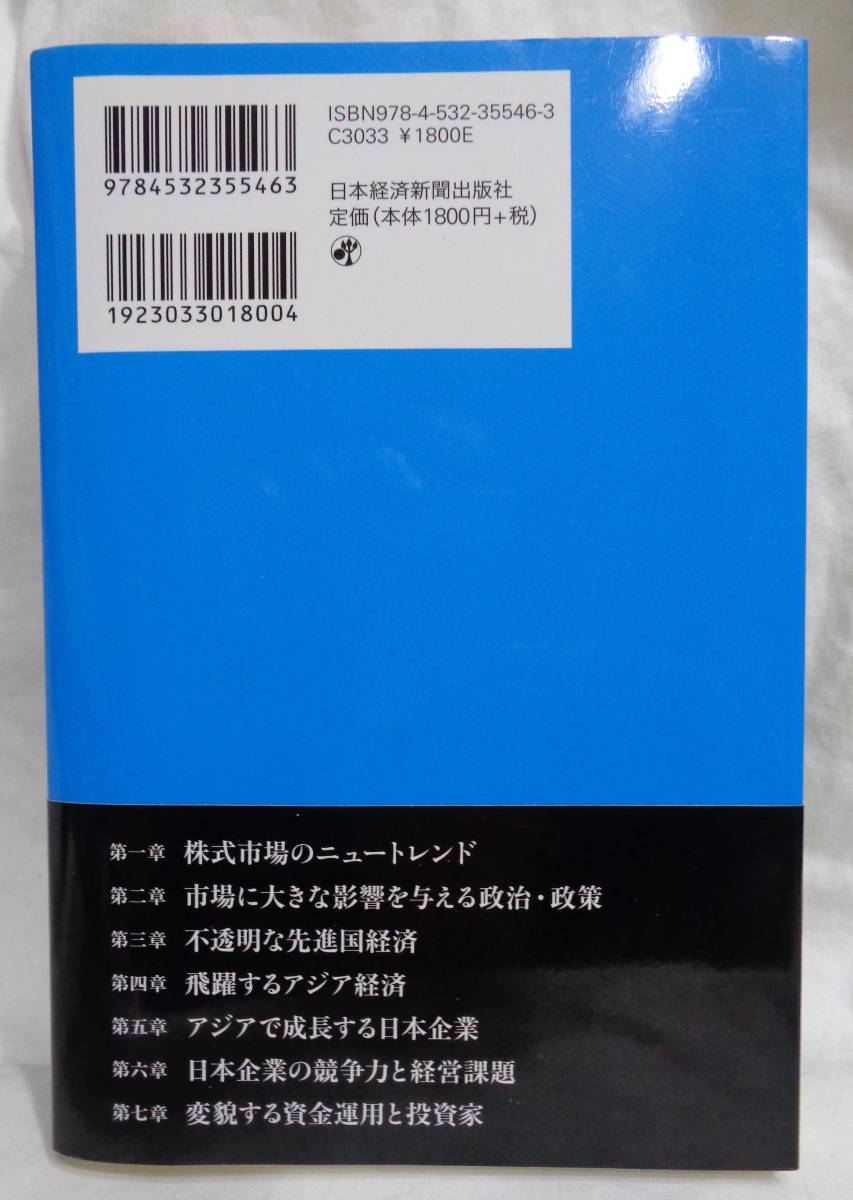 ISBN978-4-532-35546-3
C3033 ¥1800E
9784532355463
日本経済新聞出版社
定価(本体1800円+税)
1923033018004
第一章 株式市場のニュートレンド
第二章 市場に大きな影響を与える政治・政策
第三章 不透明な先進国経済
第四章 飛躍するアジア経済
第五章 アジアで成長する日本企業
第六章 日本企業の競争力と経営課題
第七章 変貌する資金運用と投資家